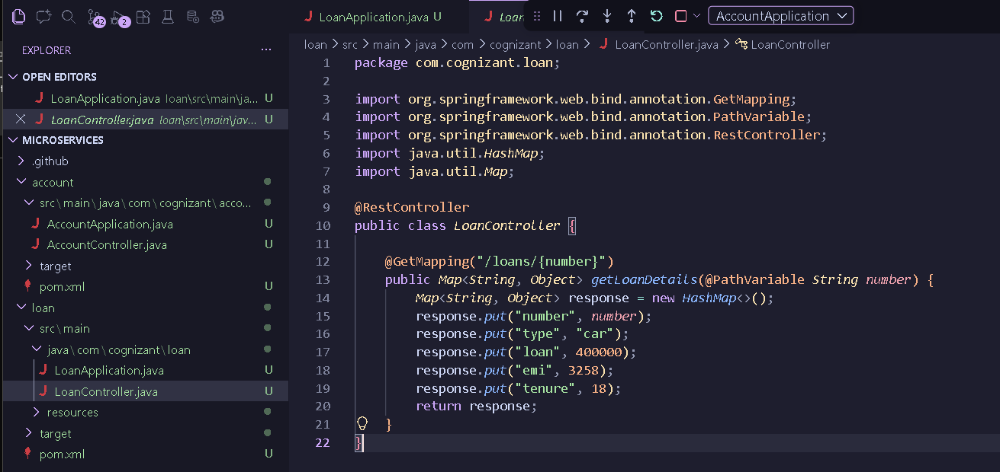 42
2
LoanApplication.java U
Loan
AccountApplication
EXPLORER
OPEN EDITORS
LoanApplication.java loan\src\main\ja... U
LoanController.java loan\src\main\jav... U
MICROSERVICES
.github
account
src\main\java\com\cognizant\acco...
AccountApplication.java U
AccountController.java U
target
pom.xml U
loan
src\main
java\com\cognizant\loan
LoanApplication.java U
LoanController.java U
resources
target
pom.xml U
loan > src > main > java > com > cognizant > loan > LoanController.java > LoanController
1 package com.cognizant.loan;
2
3 import org.springframework.web.bind.annotation.GetMapping;
4 import org.springframework.web.bind.annotation.PathVariable;
5 import org.springframework.web.bind.annotation.RestController;
6 import java.util.HashMap;
7 import java.util.Map;
8
9 @RestController
10 public class LoanController {
11
12 @GetMapping("/loans/{number}")
13 public Map<String, Object> getLoanDetails(@PathVariable String number) {
14 Map<String, Object> response = new HashMap<>();
15 response.put("number", number);
16 response.put("type", "car");
17 response.put("loan", 400000);
18 response.put("emi", 3258);
19 response.put("tenure", 18);
20 return response;
21 }
22 }